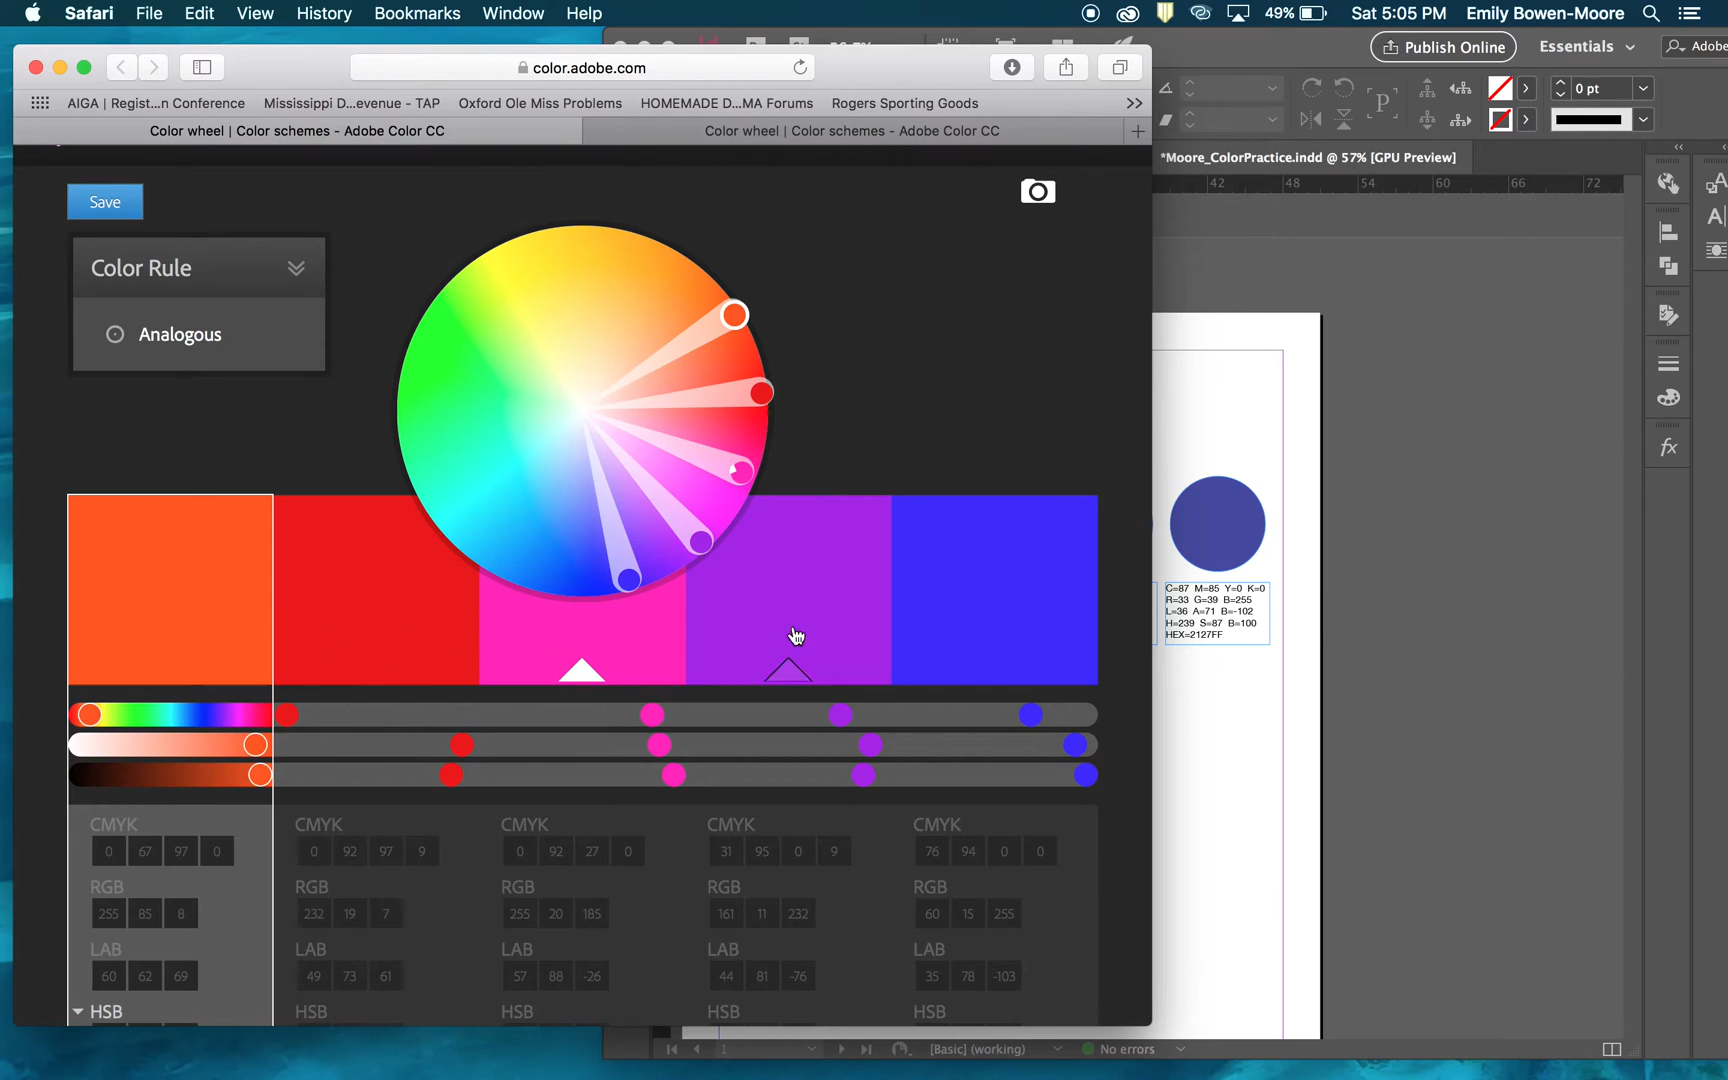 Safari File Edit View History Bookmarks Window Help 49% Sat 5:05 PM Emily Bowen-Moore
Publish Online Essentials Adobe
color.adobe.com
0 pt
AIGA | Regist...n Conference Mississippi D...evenue - TAP Oxford Ole Miss Problems HOMEMADE D...MA Forums Rogers Sporting Goods
Color wheel | Color schemes - Adobe Color CC Color wheel | Color schemes - Adobe Color CC
*Moore_ColorPractice.indd @ 57% [GPU Preview]
42 48 54 60 66 72
Save
Color Rule
Analogous
C=87 M=85 Y=0 K=0
R=33 G=39 B=255
L=36 A=71 B=-102
H=239 S=87 B=100
HEX=2127FF
CMYK CMYK CMYK CMYK CMYK
0 67 97 0 0 92 97 9 0 92 27 0 31 95 0 9 76 94 0 0
RGB RGB RGB RGB RGB
255 85 8 232 19 7 255 20 185 161 11 232 60 15 255
LAB LAB LAB LAB LAB
60 62 69 49 73 61 57 88 -26 44 81 -76 35 78 -103
HSB HSB HSB HSB HSB
1 [Basic] (working) No errors